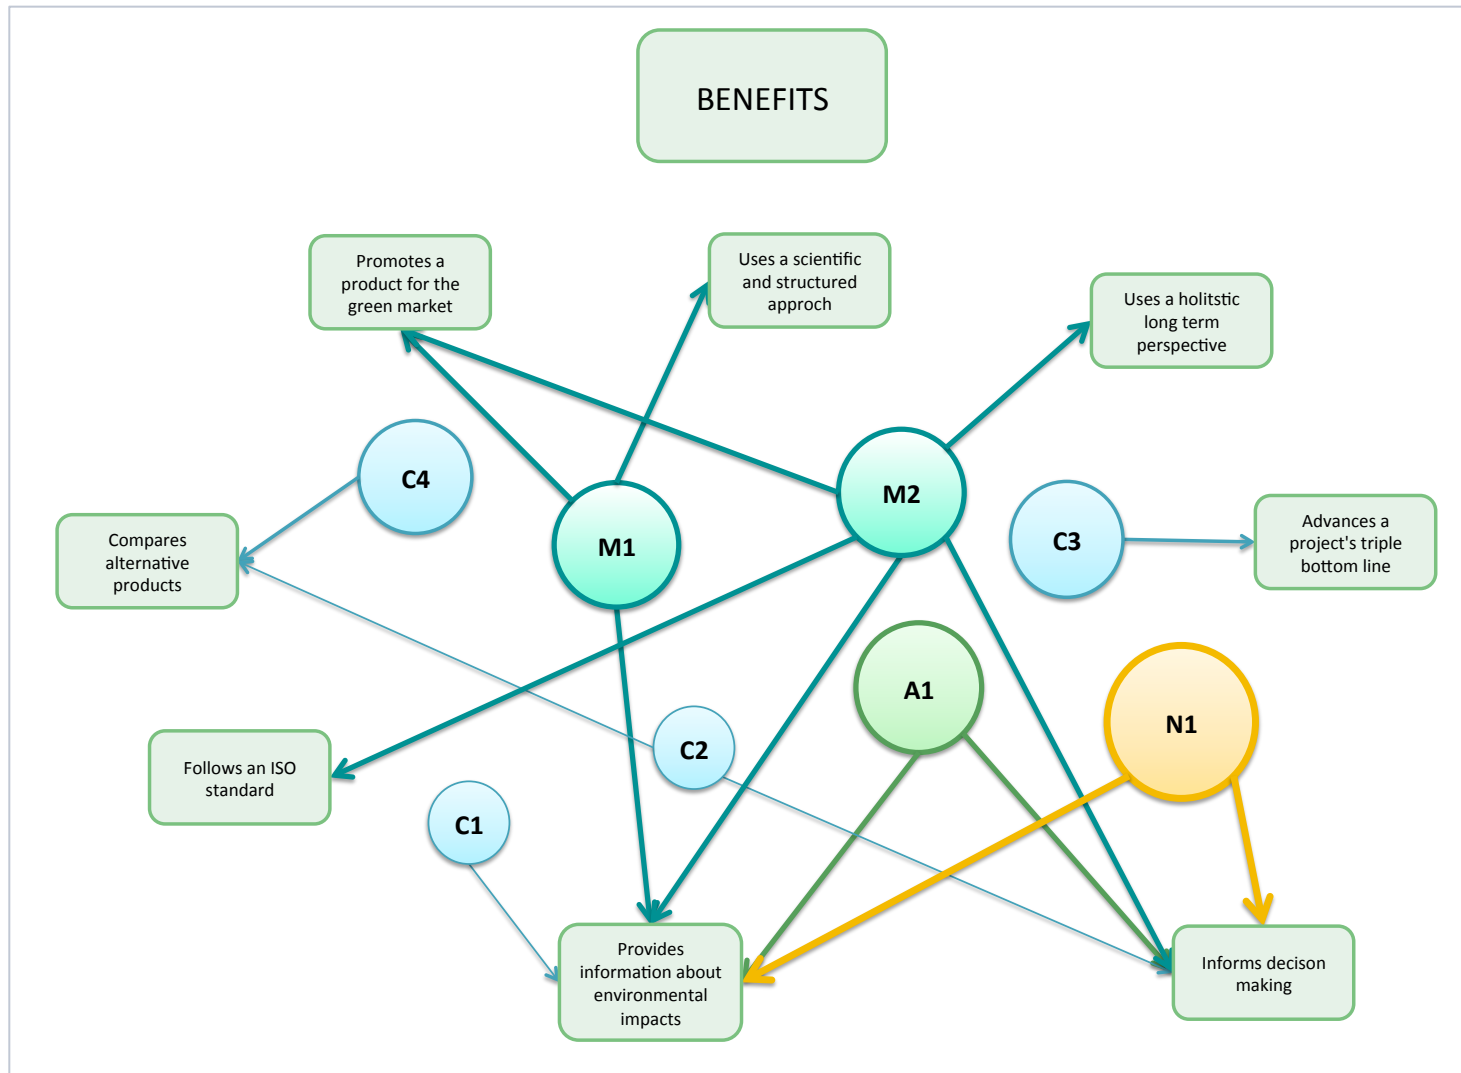 BENEFITS
Promotes a
product for the
green market
Uses a scientific
and structured
approch
Uses a holitstic
long term
perspective
C4
M1
M2
C3
Compares
alternative
products
Advances a
project's triple
bottom line
A1
N1
C2
Follows an ISO
standard
C1
Provides
information about
environmental
impacts
Informs decison
making